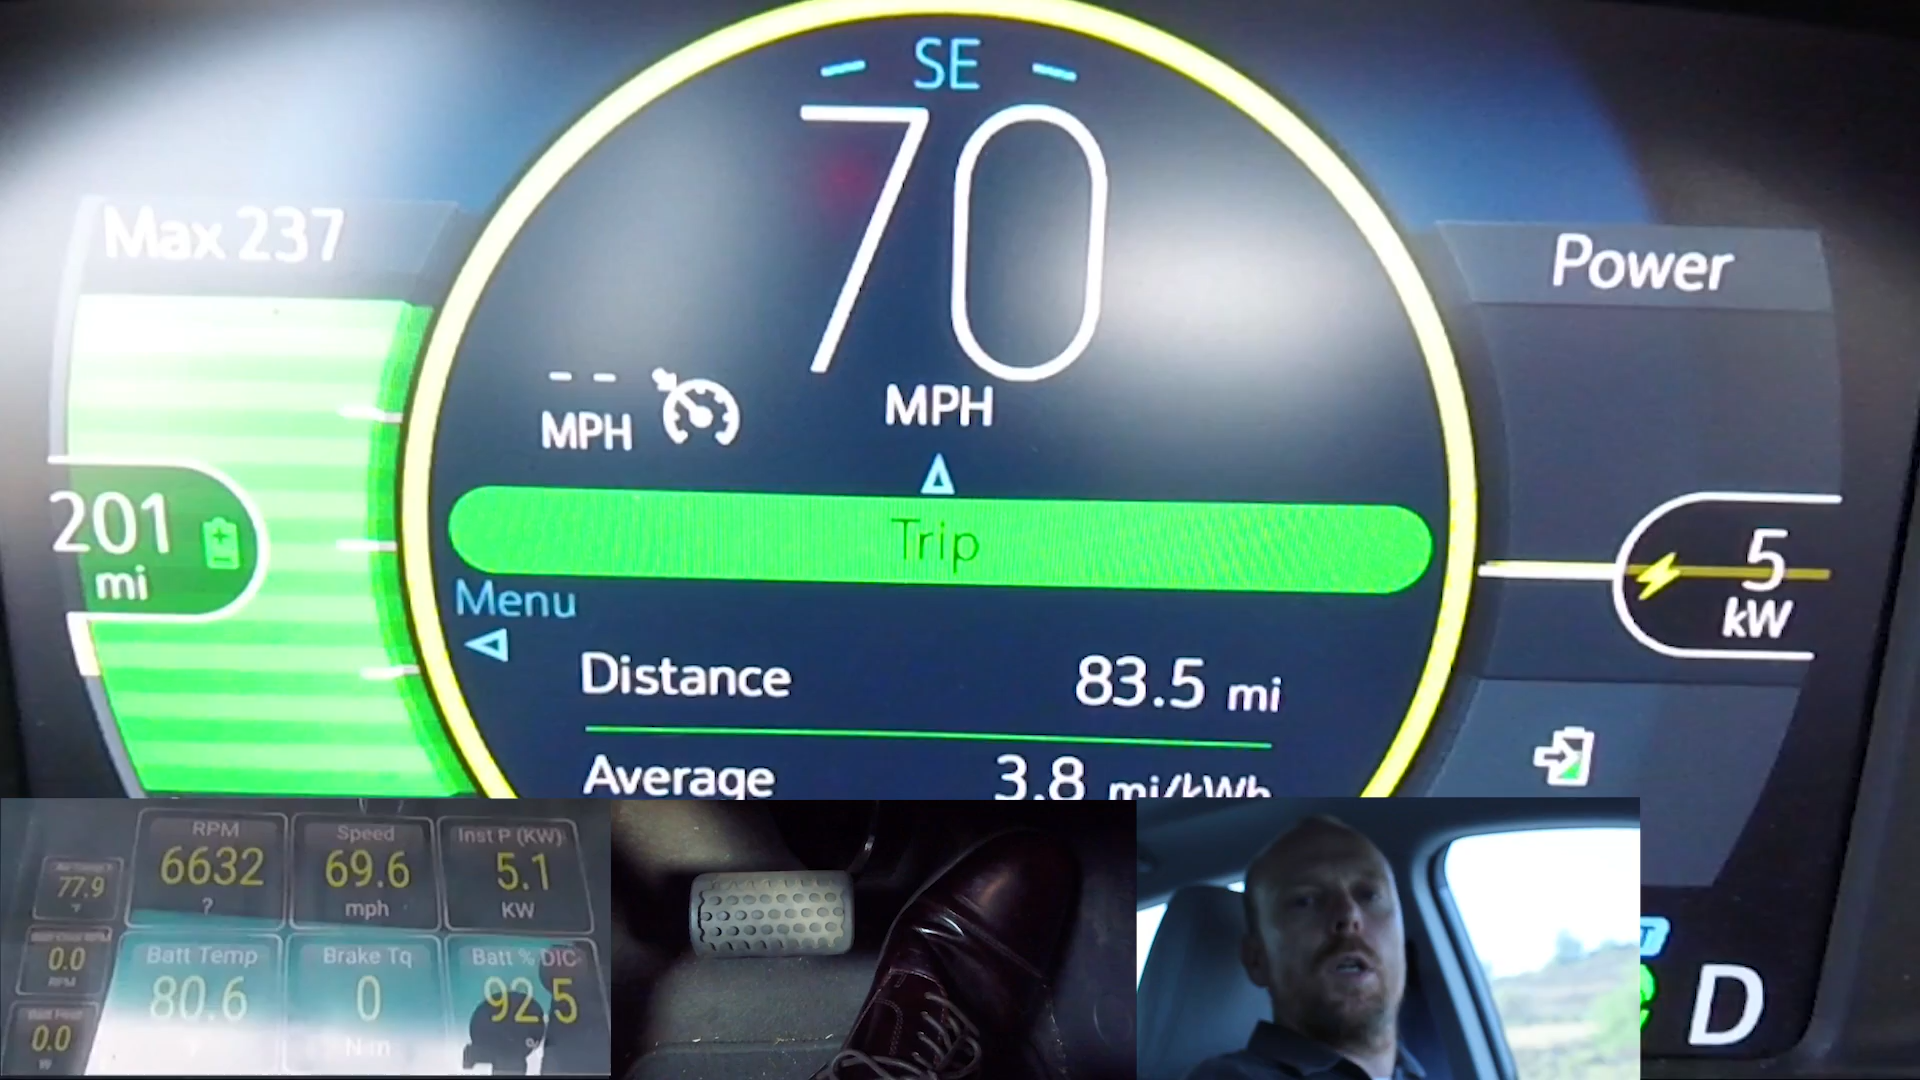 SE
70
MPH
-- MPH
Max 237
201
mi
Power
5
kW
Trip
Menu
Distance 83.5 mi
Average 3.8 mi/kWh
RPM
6632
?
Speed
69.6
mph
Inst P (KW)
5.1
KW
77.9
°F
0.0
RPM
0.0
W
Batt Temp
80.6
Brake Tq
0
N·m
Batt % DIC
92.5
%
D